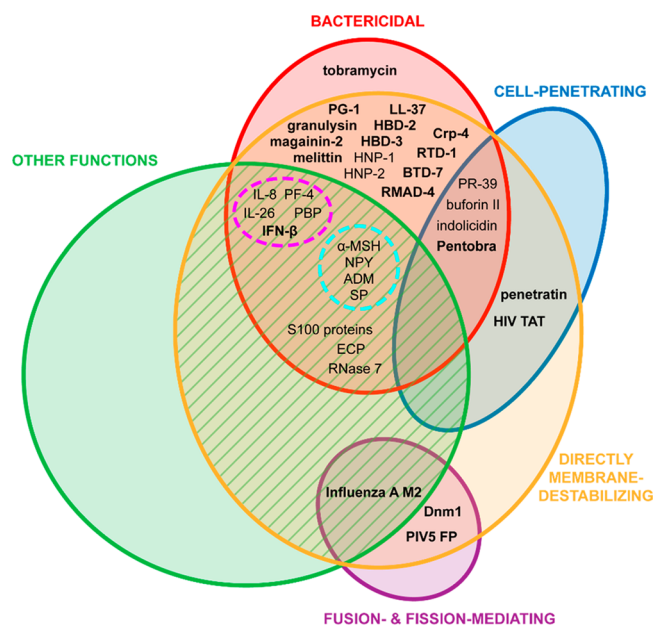 BACTERICIDAL
tobramycin
CELL-PENETRATING
PG-1 LL-37
granulysin HBD-2 Crp-4
magainin-2 HBD-3 RTD-1
melittin HNP-1 BTD-7
HNP-2 RMAD-4
OTHER FUNCTIONS
IL-8 PF-4
IL-26 PBP
IFN-β
PR-39
buforin II
indolicidin
Pentobra
α-MSH
NPY
ADM
SP
penetratin
HIV TAT
S100 proteins
ECP
RNase 7
DIRECTLY
MEMBRANE-
DESTABILIZING
Influenza A M2
Dnm1
PIV5 FP
FUSION- & FISSION-MEDIATING